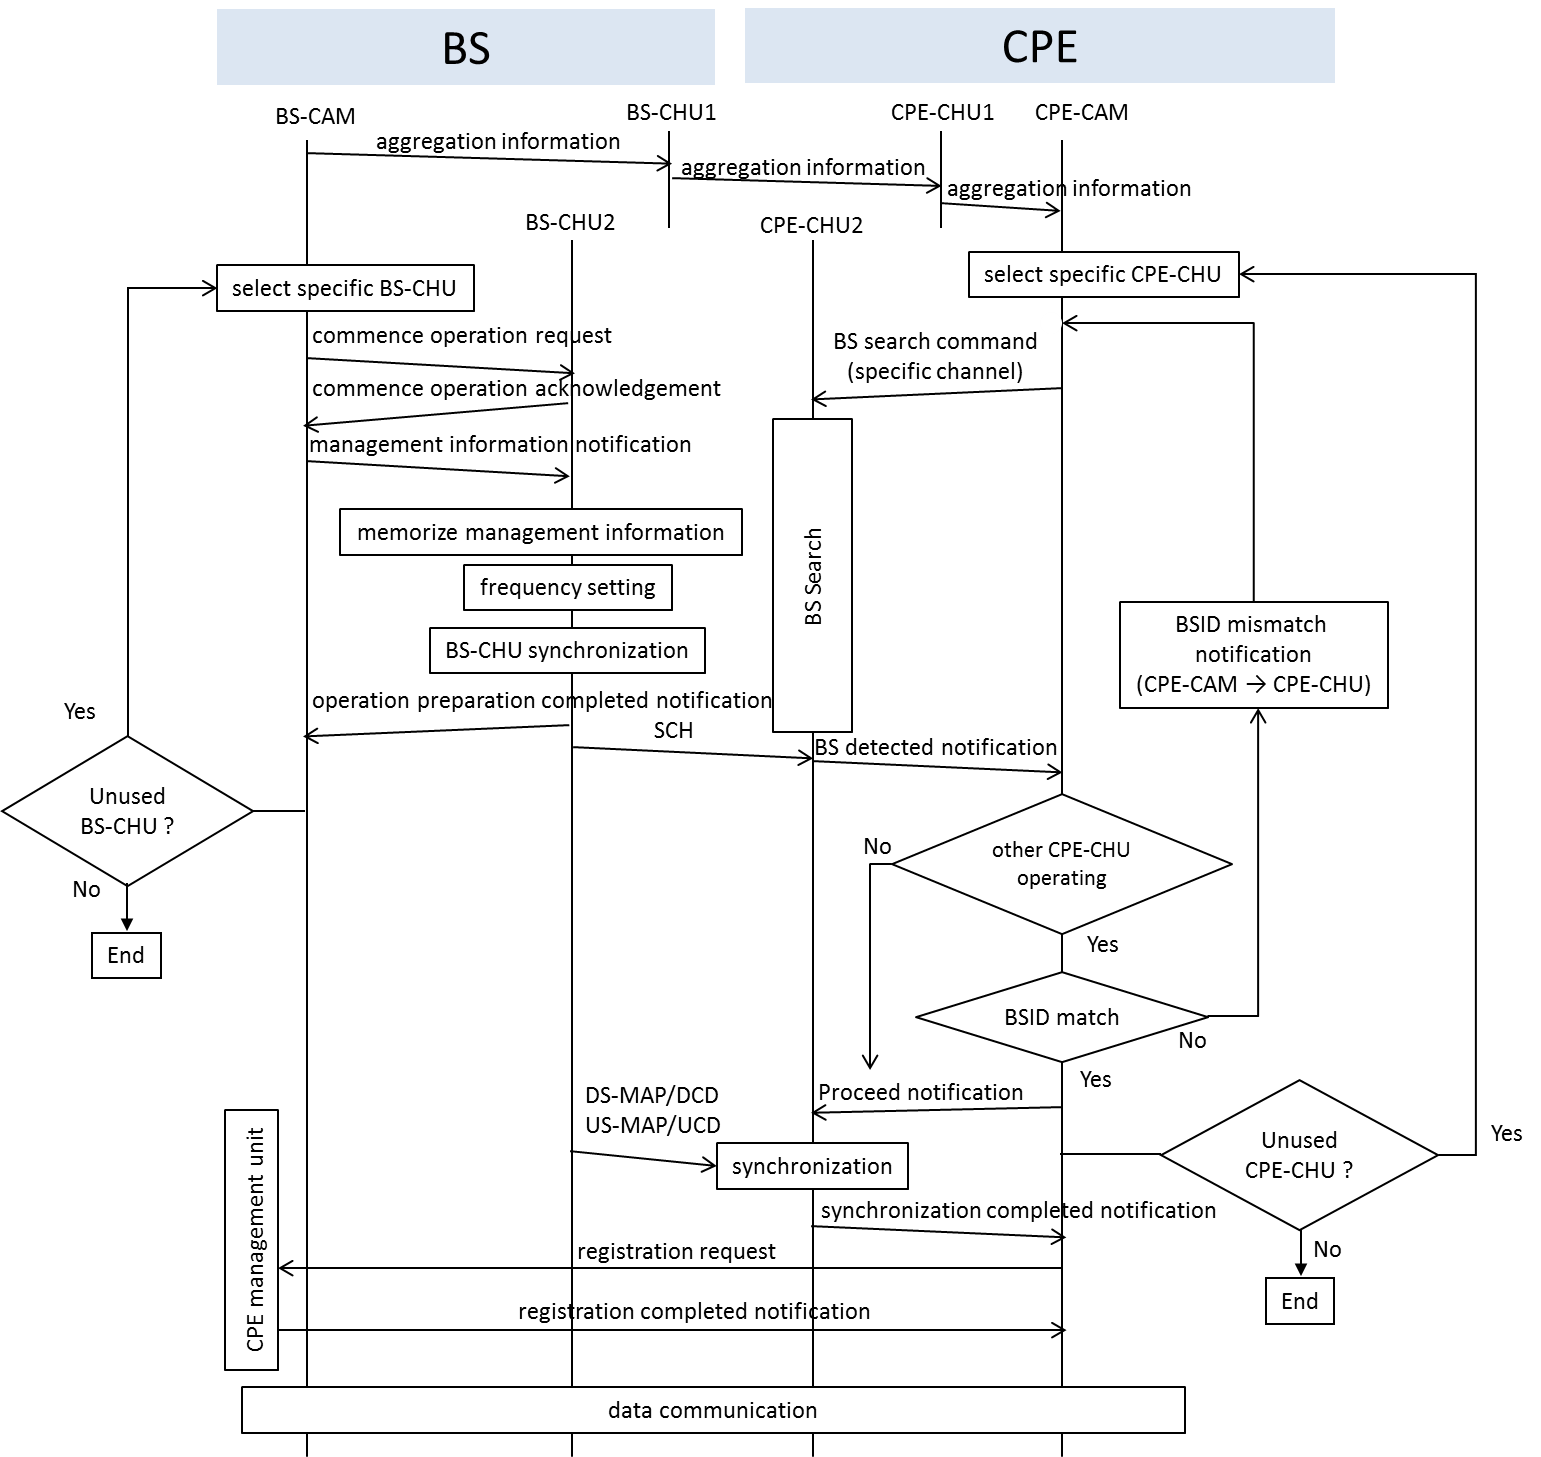 BS
CPE
BS-CAM
BS-CHU1
CPE-CHU1
CPE-CAM
aggregation information
aggregation information
aggregation information
BS-CHU2
CPE-CHU2
select specific BS-CHU
select specific CPE-CHU
commence operation request
BS search command
(specific channel)
commence operation acknowledgement
management information notification
memorize management information
BS Search
frequency setting
BS-CHU synchronization
BSID mismatch
notification
(CPE-CAM → CPE-CHU)
operation preparation completed notification
Yes
SCH
BS detected notification
Unused
BS-CHU ?
No
End
No
other CPE-CHU
operating
Yes
BSID match
No
Yes
DS-MAP/DCD
US-MAP/UCD
Proceed notification
synchronization
Unused
CPE-CHU ?
Yes
No
End
synchronization completed notification
CPE management unit
registration request
registration completed notification
data communication